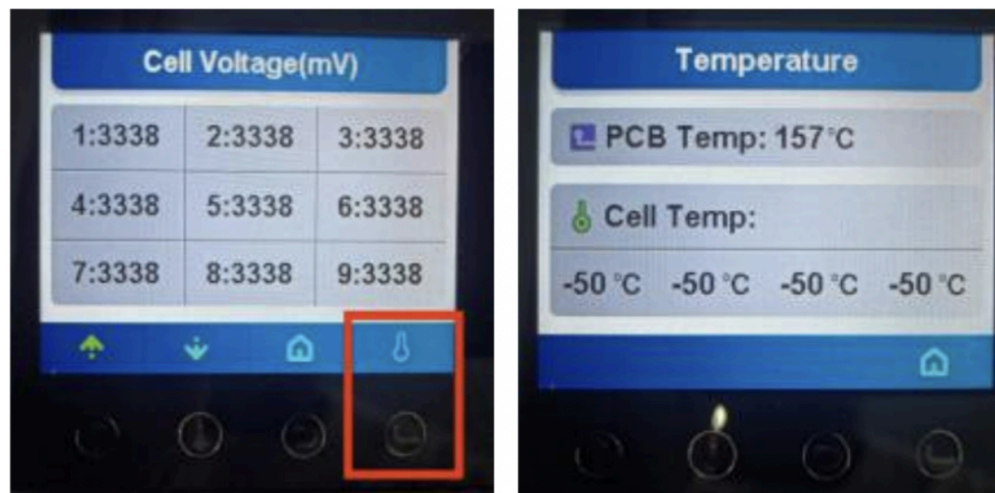 Cell Voltage(mV)
1:3338 2:3338 3:3338
4:3338 5:3338 6:3338
7:3338 8:3338 9:3338
Temperature
PCB Temp: 157°C
Cell Temp:
-50 °C -50 °C -50 °C -50 °C